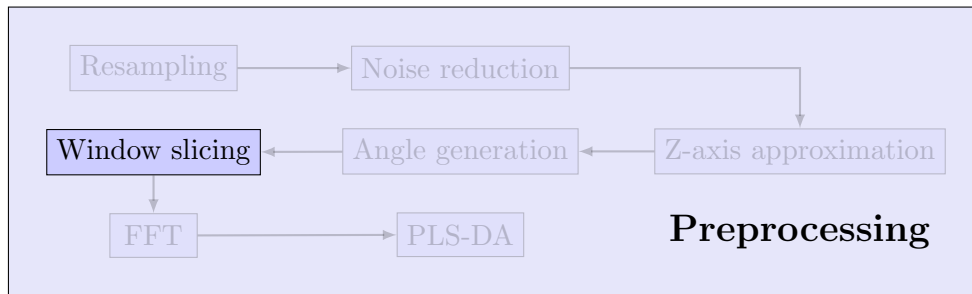 Resampling
Noise reduction
Window slicing
Angle generation
Z-axis approximation
FFT
PLS-DA
Preprocessing